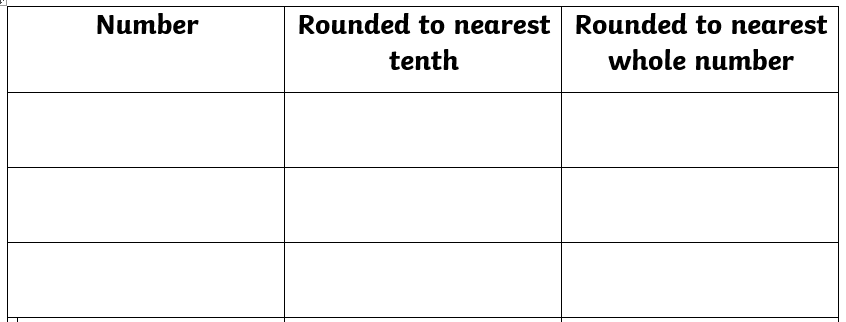 Number
Rounded to nearest
tenth
Rounded to nearest
whole number